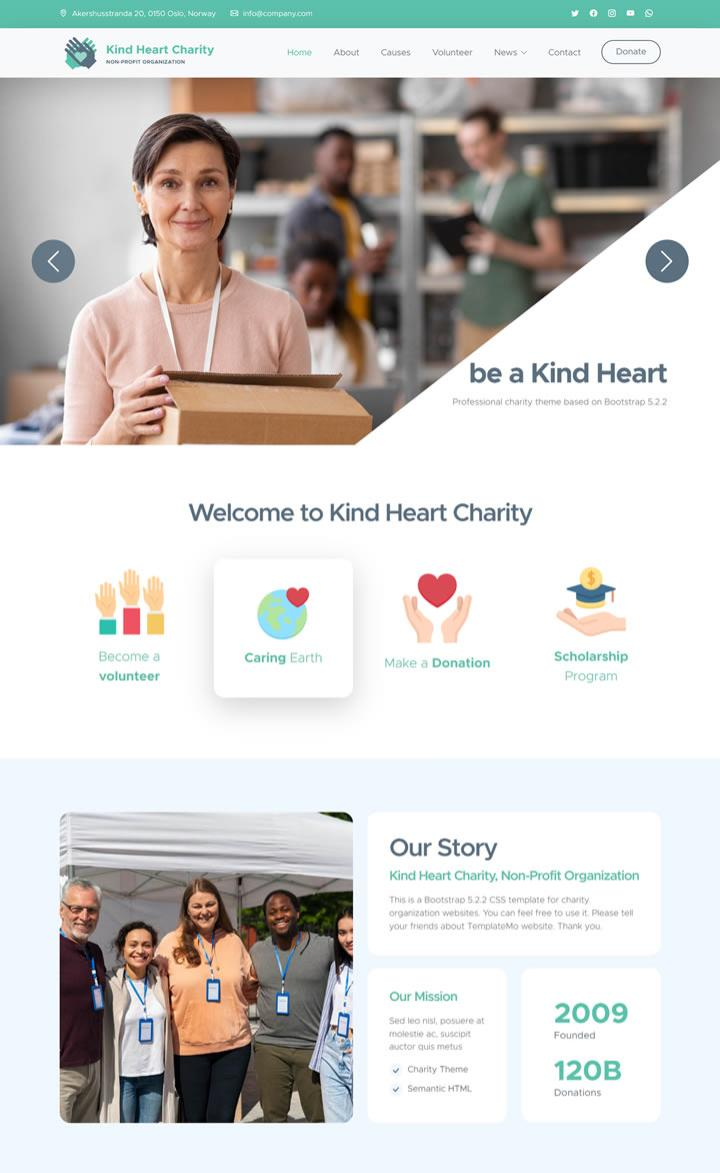 Akershusstranda 20, 0150 Oslo, Norway info@company.com
Kind Heart Charity
NON-PROFIT ORGANIZATION
Home About Causes Volunteer News Contact Donate
be a Kind Heart
Professional charity theme based on Bootstrap 5.2.2
Welcome to Kind Heart Charity
Become a
volunteer
Caring Earth
Make a Donation
Scholarship
Program
Our Story
Kind Heart Charity, Non-Profit Organization
This is a Bootstrap 5.2.2 CSS template for charity
organization websites. You can feel free to use it. Please tell
your friends about TemplateMo website. Thank you.
Our Mission
Sed leo nisl, posuere at
molestie ac, suscipit
auctor quis metus
Charity Theme
Semantic HTML
2009
Founded
120B
Donations